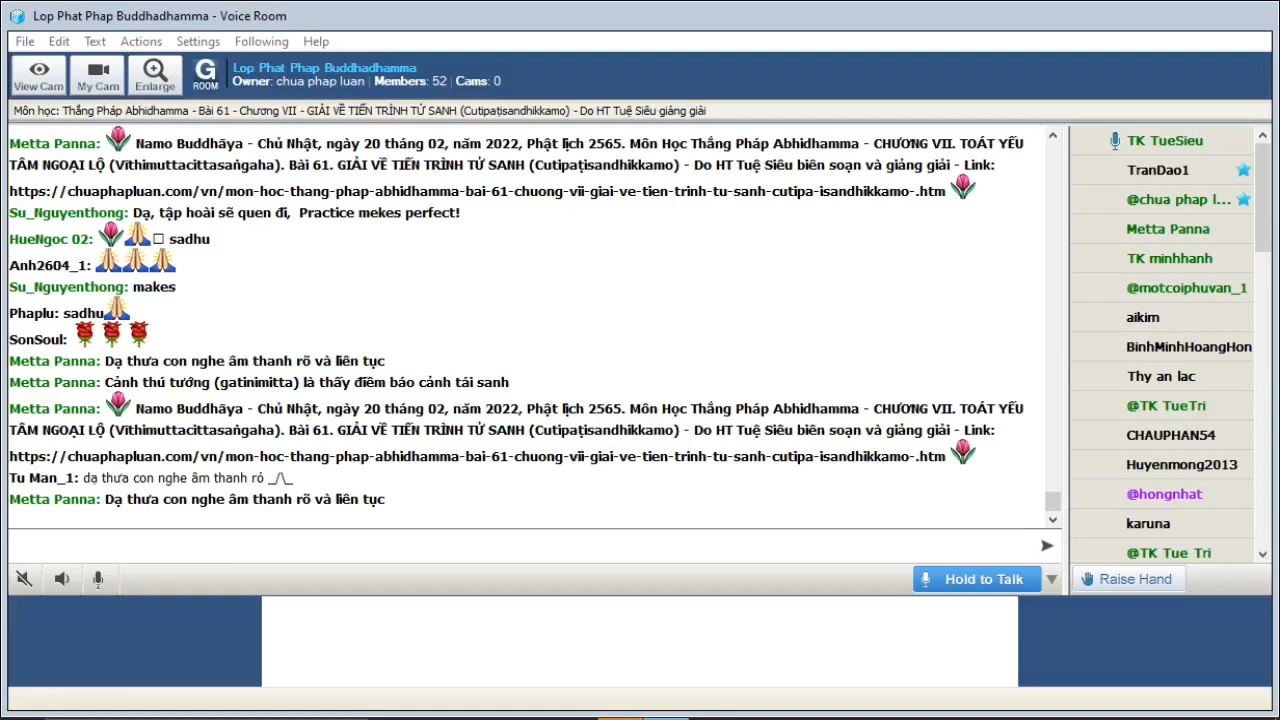 Lop Phat Phap Buddhadhamma - Voice Room
File Edit Text Actions Settings Following Help
View Cam My Cam Enlarge G ROOM
Lop Phat Phap Buddhadhamma
Owner: chua phap luan | Members: 52 | Cams: 0
Môn học: Thắng Pháp Abhidhamma - Bài 61 - Chương VII - GIẢI VỀ TIẾN TRÌNH TỬ SANH (Cutipaṭisandhikkamo) - Do HT Tuệ Siêu giảng giải
Metta Panna: Namo Buddhāya - Chủ Nhật, ngày 20 tháng 02, năm 2022, Phật lịch 2565. Môn Học Thắng Pháp Abhidhamma - CHƯƠNG VII. TOÁT YẾU
TÂM NGOẠI LỘ (Vīthimuttacittasaṅgaha). Bài 61. GIẢI VỀ TIẾN TRÌNH TỬ SANH (Cutipaṭisandhikkamo) - Do HT Tuệ Siêu biên soạn và giảng giải - Link:
https://chuaphapluan.com/vn/mon-hoc-thang-phap-abhidhamma-bai-61-chuong-vii-giai-ve-tien-trinh-tu-sanh-cutipa-isandhikkamo-.htm
Su_Nguyenthong: Dạ, tập hoài sẽ quen đi, Practice mekes perfect!
HueNgoc 02: sadhu
Anh2604_1:
Su_Nguyenthong: makes
Phaplu: sadhu
SonSoul:
Metta Panna: Dạ thưa con nghe âm thanh rõ và liên tục
Metta Panna: Cảnh thú tướng (gatinimitta) là thấy điềm báo cảnh tái sanh
Metta Panna: Namo Buddhāya - Chủ Nhật, ngày 20 tháng 02, năm 2022, Phật lịch 2565. Môn Học Thắng Pháp Abhidhamma - CHƯƠNG VII. TOÁT YẾU
TÂM NGOẠI LỘ (Vīthimuttacittasaṅgaha). Bài 61. GIẢI VỀ TIẾN TRÌNH TỬ SANH (Cutipaṭisandhikkamo) - Do HT Tuệ Siêu biên soạn và giảng giải - Link:
https://chuaphapluan.com/vn/mon-hoc-thang-phap-abhidhamma-bai-61-chuong-vii-giai-ve-tien-trinh-tu-sanh-cutipa-isandhikkamo-.htm
Tu Man_1: dạ thưa con nghe âm thanh ró _/\_
Metta Panna: Dạ thưa con nghe âm thanh rõ và liên tục
TK TueSieu
TranDao1
@chua phap l...
Metta Panna
TK minhhanh
@motcoiphuvan_1
aikim
BinhMinhHoangHon
Thy an lac
@TK TueTri
CHAUPHAN54
Huyenmong2013
@hongnhat
karuna
@TK Tue Tri
Hold to Talk
Raise Hand